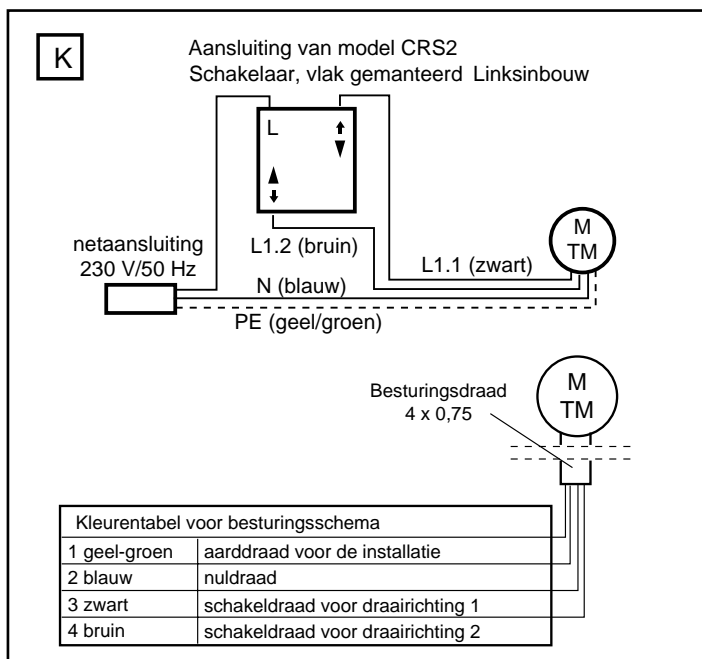 K
Aansluiting van model CRS2
Schakelaar, vlak gemanteerd Linksinbouw
L
M
TM
netaansluiting
230 V/50 Hz
L1.2 (bruin)
L1.1 (zwart)
N (blauw)
PE (geel/groen)
M
TM
Besturingsdraad
4 x 0,75
Kleurentabel voor besturingsschema
1 geel-groen aarddraad voor de installatie
2 blauw nuldraad
3 zwart schakeldraad voor draairichting 1
4 bruin schakeldraad voor draairichting 2